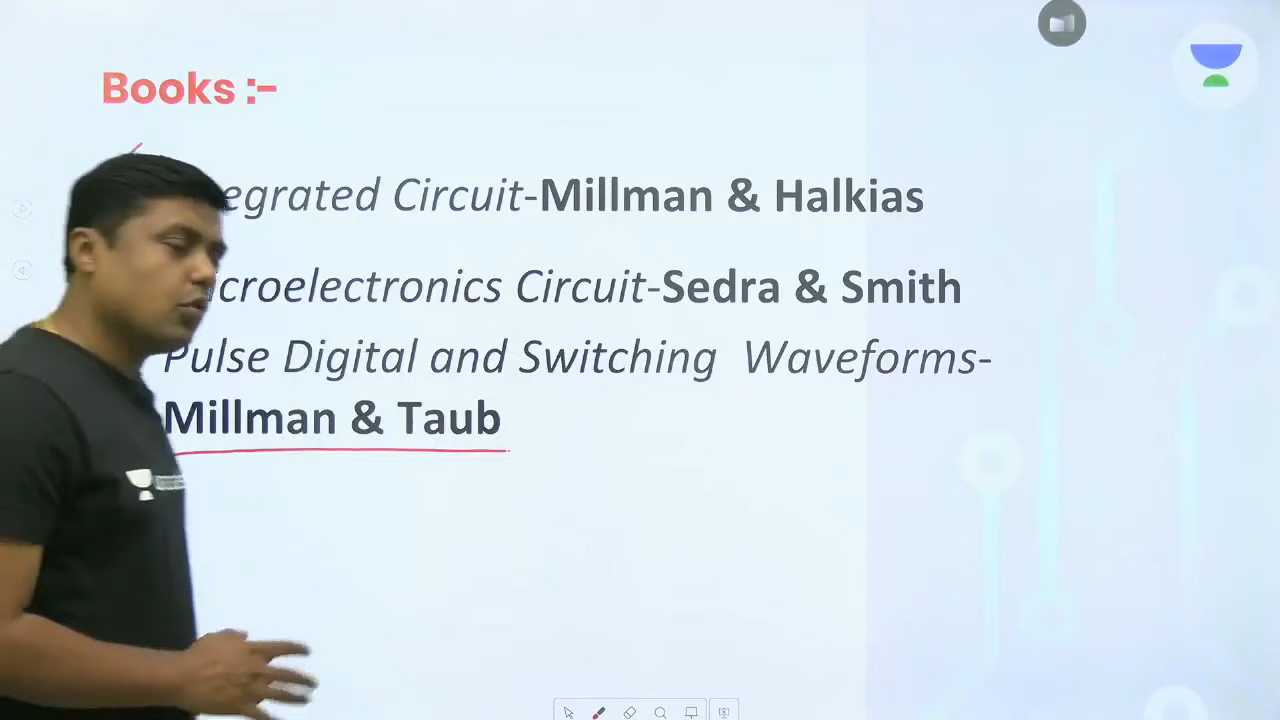 Books :-
egrated Circuit-Millman & Halkias
croelectronics Circuit-Sedra & Smith
Pulse Digital and Switching Waveforms-
Millman & Taub